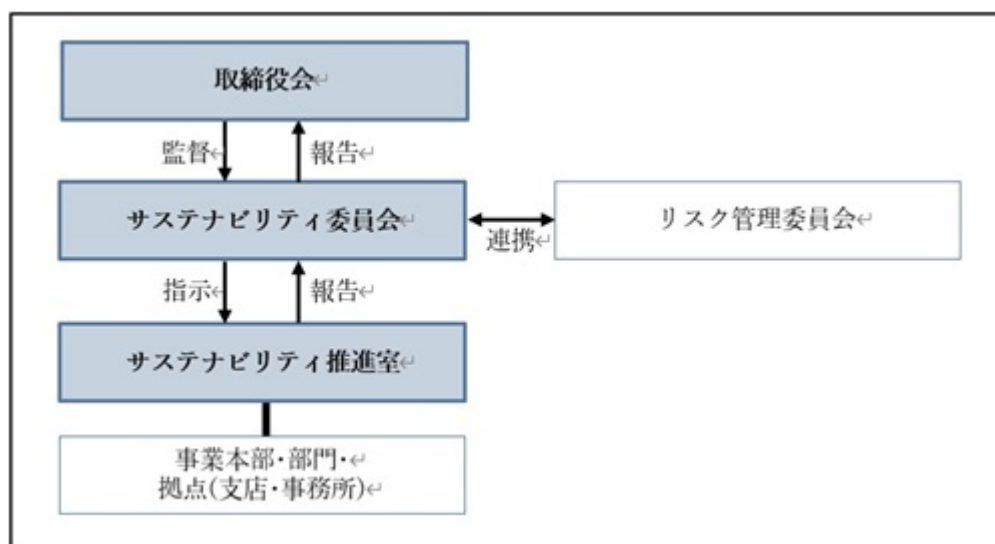 取締役会↵
監督↵
報告↵
サステナビリティ委員会↵
連携↵
リスク管理委員会↵
指示↵
報告↵
サステナビリティ推進室↵
事業本部・部門・↵
拠点(支店・事務所)↵